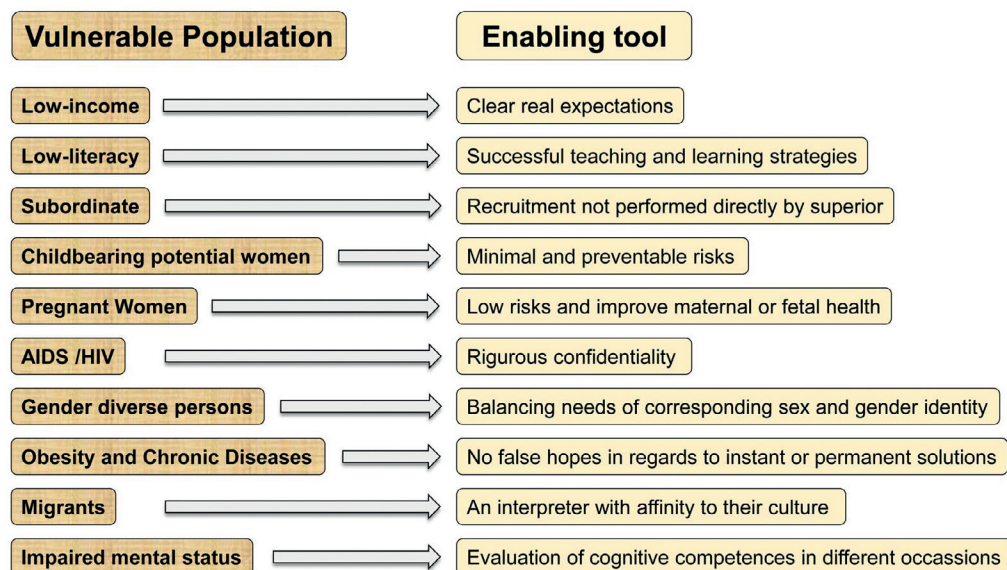 Vulnerable Population Enabling tool
Low-income Clear real expectations
Low-literacy Successful teaching and learning strategies
Subordinate Recruitment not performed directly by superior
Childbearing potential women Minimal and preventable risks
Pregnant Women Low risks and improve maternal or fetal health
AIDS /HIV Rigurous confidentiality
Gender diverse persons Balancing needs of corresponding sex and gender identity
Obesity and Chronic Diseases No false hopes in regards to instant or permanent solutions
Migrants An interpreter with affinity to their culture
Impaired mental status Evaluation of cognitive competences in different occassions